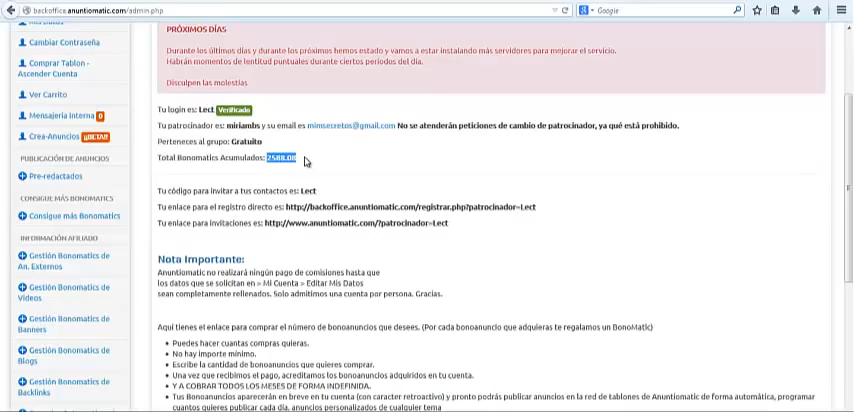 backoffice.anuntiomatic.com/admin.php
Google
PRÓXIMOS DÍAS
Durante los últimos días y durante los próximos hemos estado y vamos a estar instalando más servidores para mejorar el servicio.
Habrán momentos de lentitud puntuales durante ciertos períodos del día.
Disculpen las molestias
Cambiar Contraseña
Comprar Tablon -
Ascender Cuenta
Ver Carrito
Mensajería Interna 0
Crea-Anuncios
PUBLICACIÓN DE ANUNCIOS
Pre-redactados
CONSIGUE MÁS BONOMATICS
Consigue más Bonomatics
INFORMACIÓN AFILIADO
Gestión Bonomatics de
An. Externos
Gestión Bonomatics de
Videos
Gestión Bonomatics de
Banners
Gestión Bonomatics de
Blogs
Gestión Bonomatics de
Backlinks
Tu login es: Lect Verificado
Tu patrocinador es: miriambs y su email es mimsecretos@gmail.com No se atenderán peticiones de cambio de patrocinador, ya qué está prohibido.
Perteneces al grupo: Gratuito
Total Bonomatics Acumulados: 2588.08
Tu código para invitar a tus contactos es: Lect
Tu enlace para el registro directo es: http://backoffice.anuntiomatic.com/registrar.php?patrocinador=Lect
Tu enlace para invitaciones es: http://www.anuntiomatic.com/?patrocinador=Lect
Nota Importante:
Anuntiomatic no realizará ningún pago de comisiones hasta que
los datos que se solicitan en » Mi Cuenta > Editar Mis Datos
sean completamente rellenados. Solo admitimos una cuenta por persona. Gracias.
Aquí tienes el enlace para comprar el número de bonoanuncios que desees. (Por cada bonoanuncio que adquieras te regalamos un BonoMatic)
Puedes hacer cuantas compras quieras.
No hay importe mínimo.
Escribe la cantidad de bonoanuncios que quieres comprar.
Una vez que recibimos el pago, acreditamos los bonoanuncios adquiridos en tu cuenta.
Y A COBRAR TODOS LOS MESES DE FORMA INDEFINIDA.
Tus Bonoanuncios aparecerán en breve en tu cuenta (con caracter retroactivo) y pronto podrás publicar anuncios en la red de tablones de Anuntiomatic de forma automática, programar
cuantos quieres publicar cada día, anuncios personalizados de cualquier tema